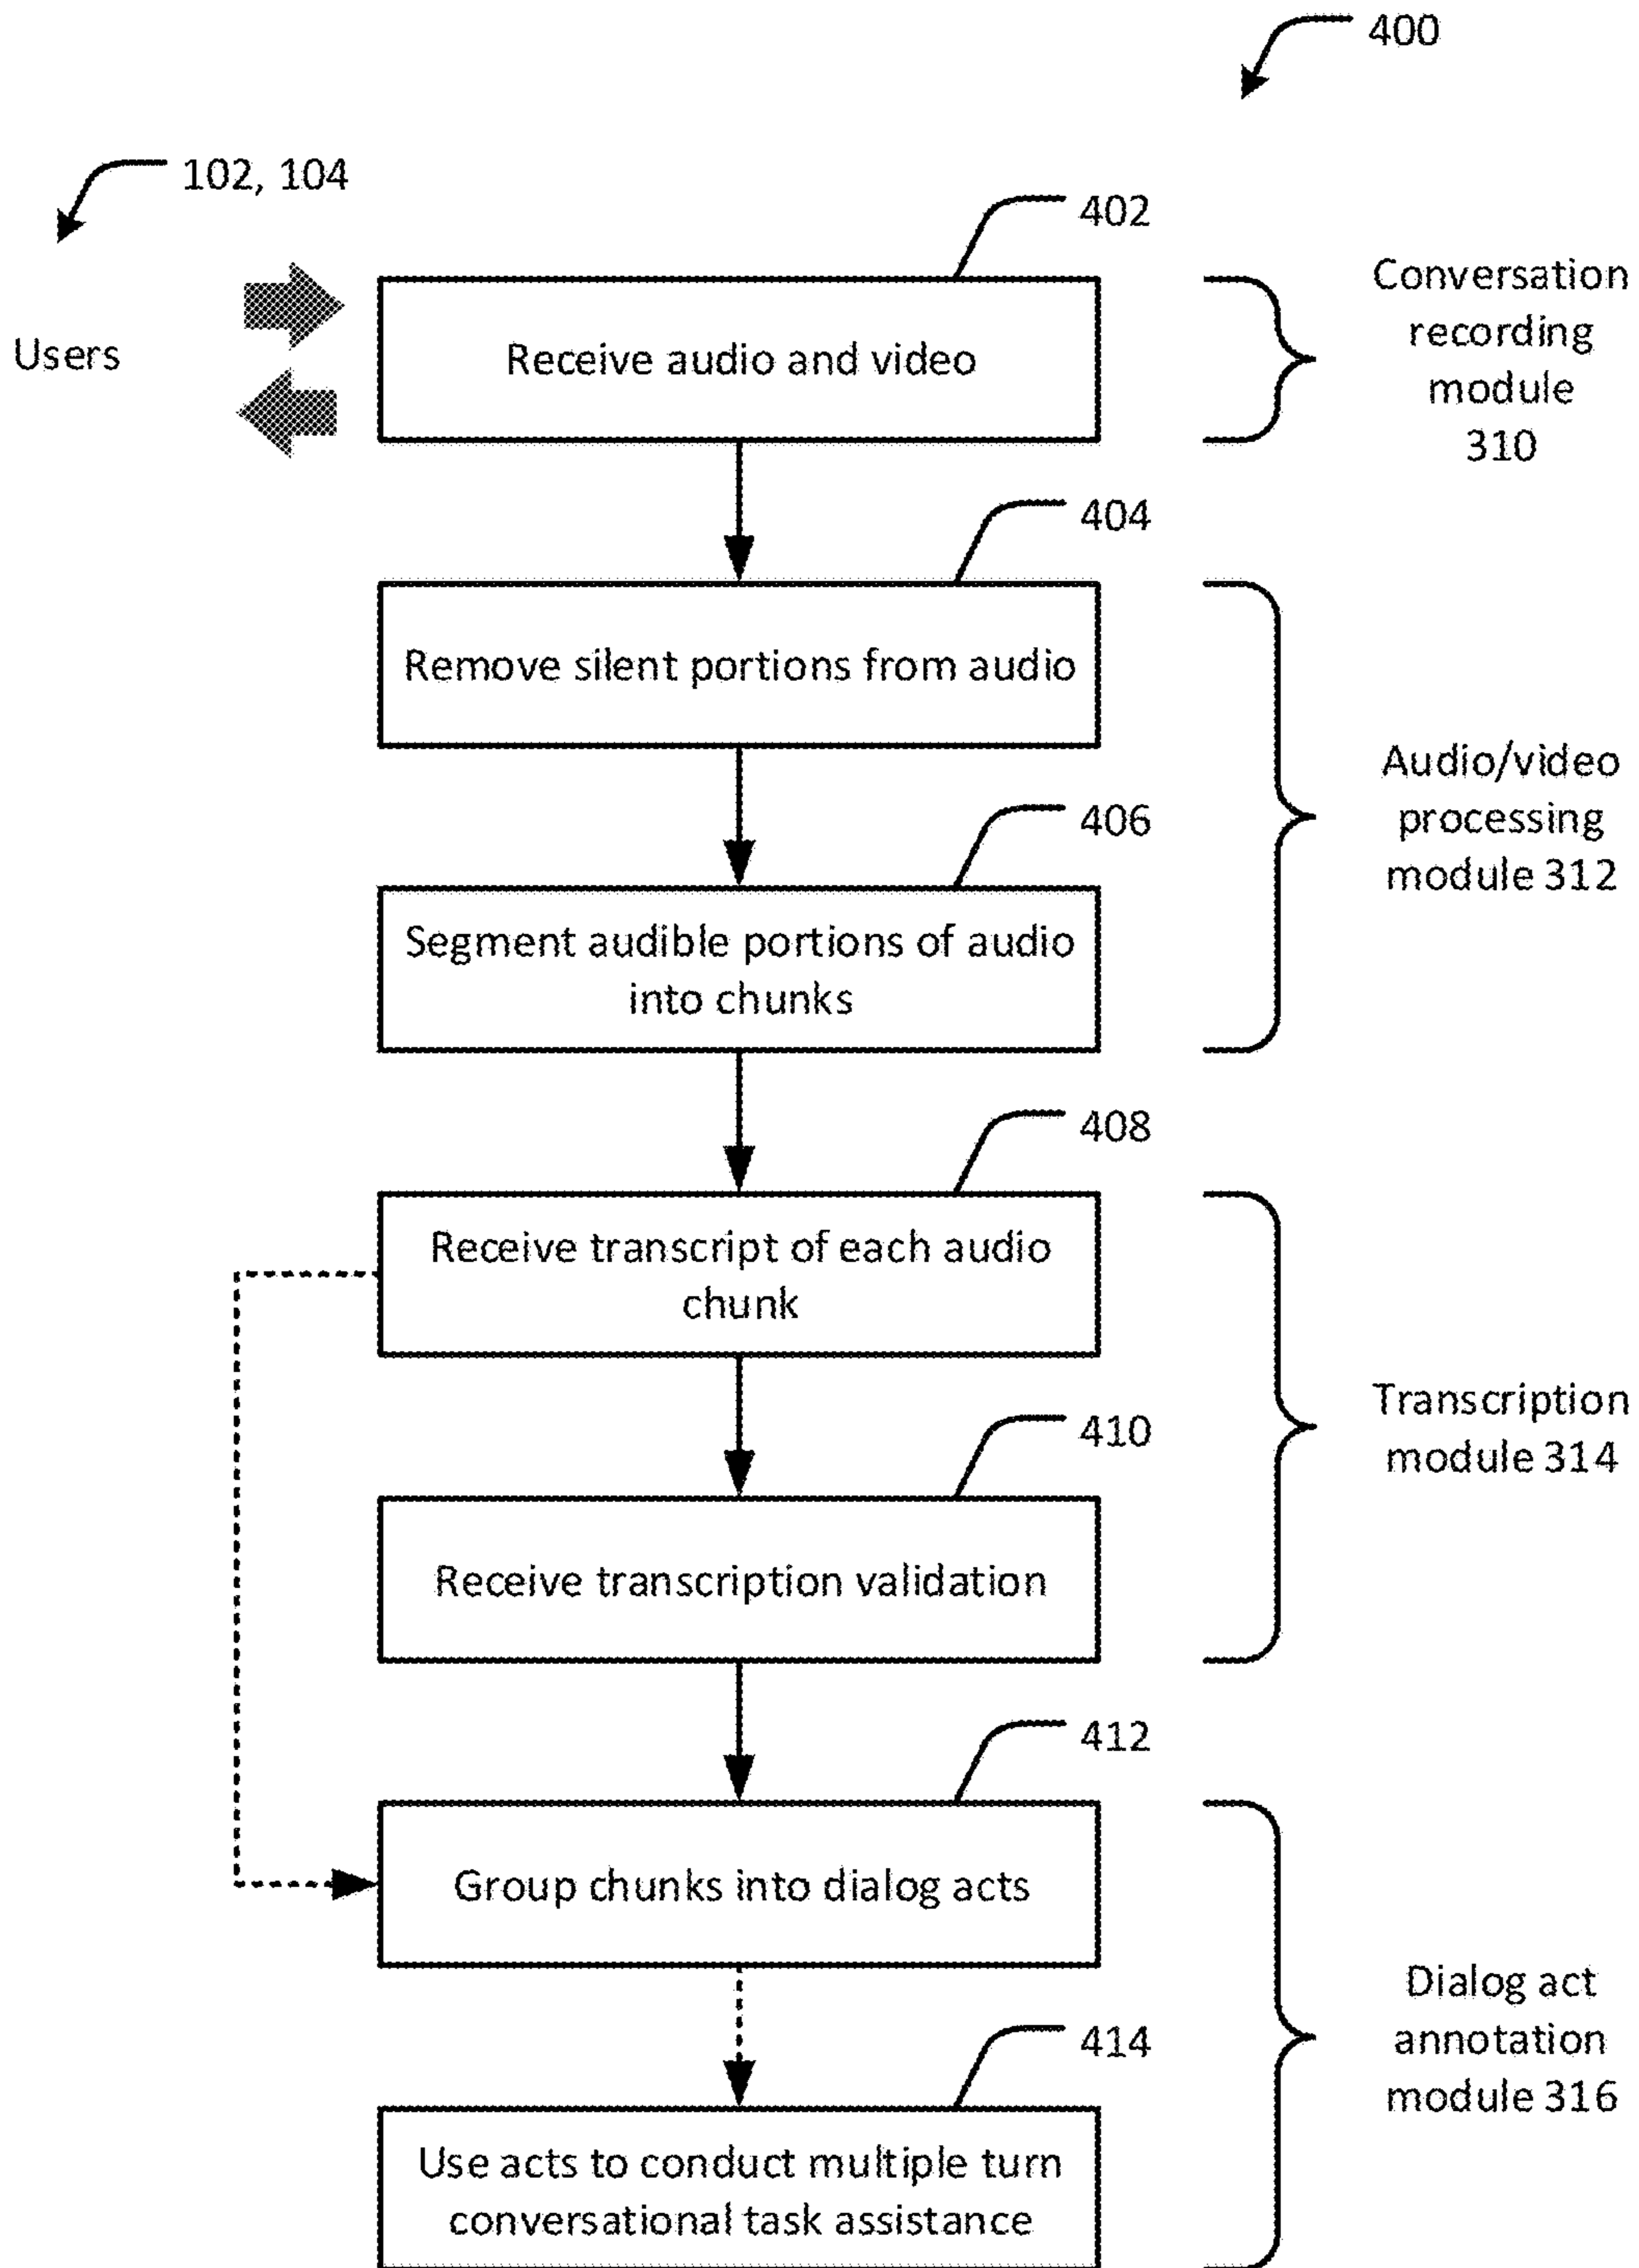 400
102, 104
402
Users
Receive audio and video
Conversation
recording
module
310
404
Remove silent portions from audio
Audio/video
processing
module 312
406
Segment audible portions of audio
into chunks
408
Receive transcript of each audio
chunk
Transcription
module 314
410
Receive transcription validation
412
Group chunks into dialog acts
Dialog act
annotation
module 316
414
Use acts to conduct multiple turn
conversational task assistance